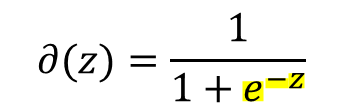 ∂(z) = 1 / (1 + e^{−z})